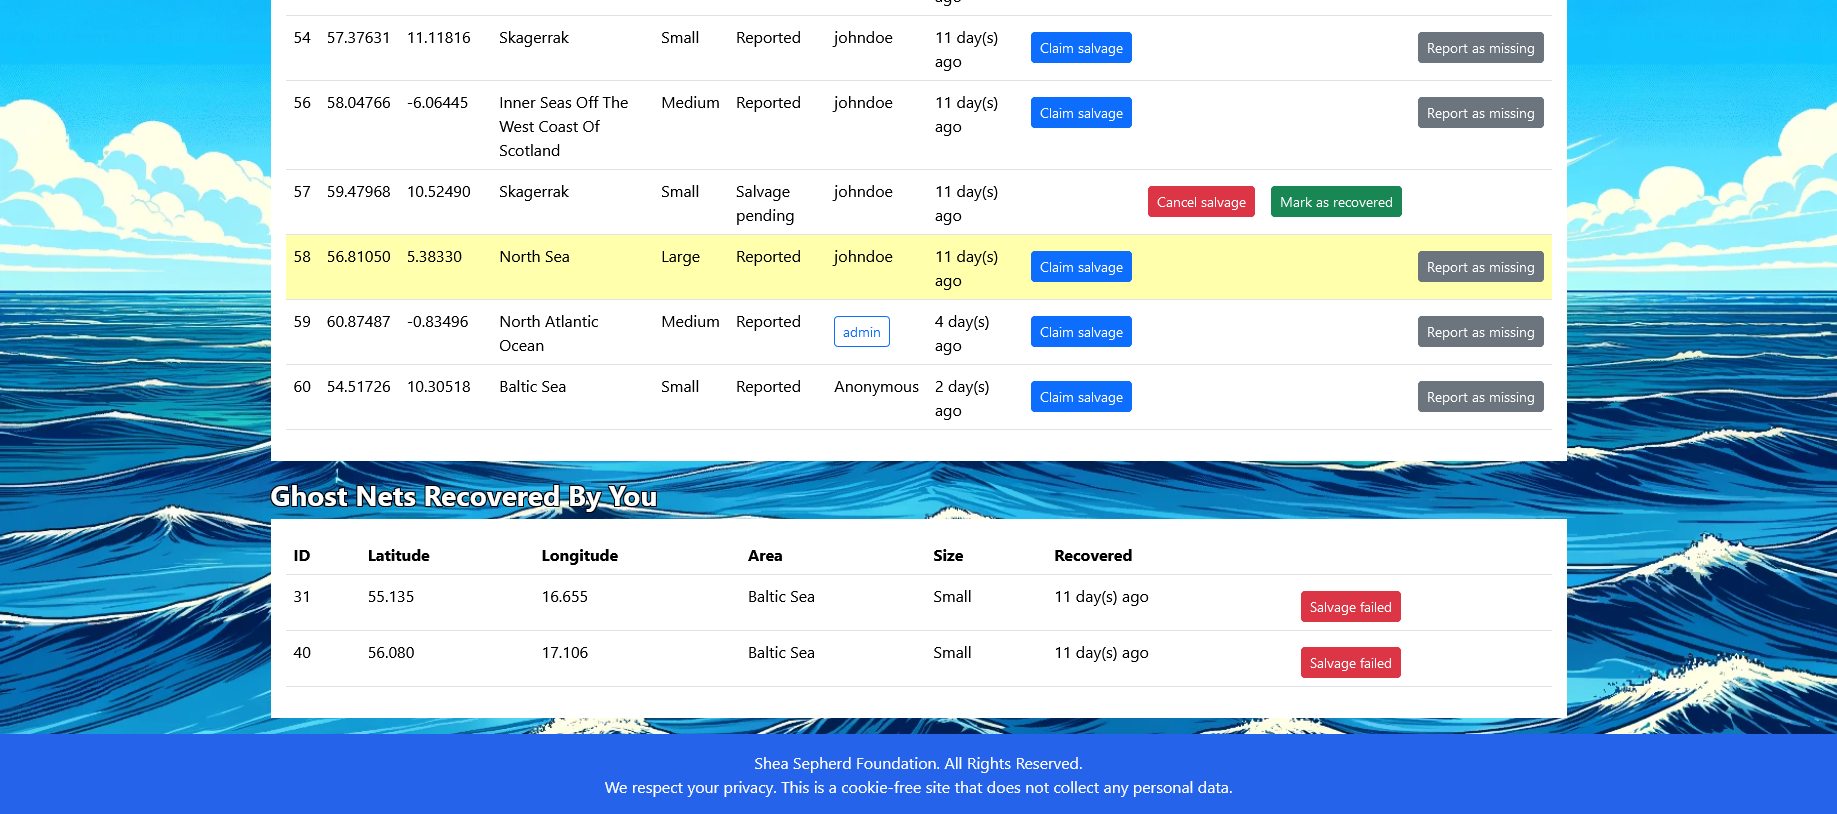 ago
54 57.37631 11.11816 Skagerrak Small Reported johndoe 11 day(s) ago Claim salvage Report as missing
56 58.04766 -6.06445 Inner Seas Off The West Coast Of Scotland Medium Reported johndoe 11 day(s) ago Claim salvage Report as missing
57 59.47968 10.52490 Skagerrak Small Salvage pending johndoe 11 day(s) ago Cancel salvage Mark as recovered
58 56.81050 5.38330 North Sea Large Reported johndoe 11 day(s) ago Claim salvage Report as missing
59 60.87487 -0.83496 North Atlantic Ocean Medium Reported admin 4 day(s) ago Claim salvage Report as missing
60 54.51726 10.30518 Baltic Sea Small Reported Anonymous 2 day(s) ago Claim salvage Report as missing
Ghost Nets Recovered By You
ID Latitude Longitude Area Size Recovered
31 55.135 16.655 Baltic Sea Small 11 day(s) ago Salvage failed
40 56.080 17.106 Baltic Sea Small 11 day(s) ago Salvage failed
Shea Sepherd Foundation. All Rights Reserved.
We respect your privacy. This is a cookie-free site that does not collect any personal data.